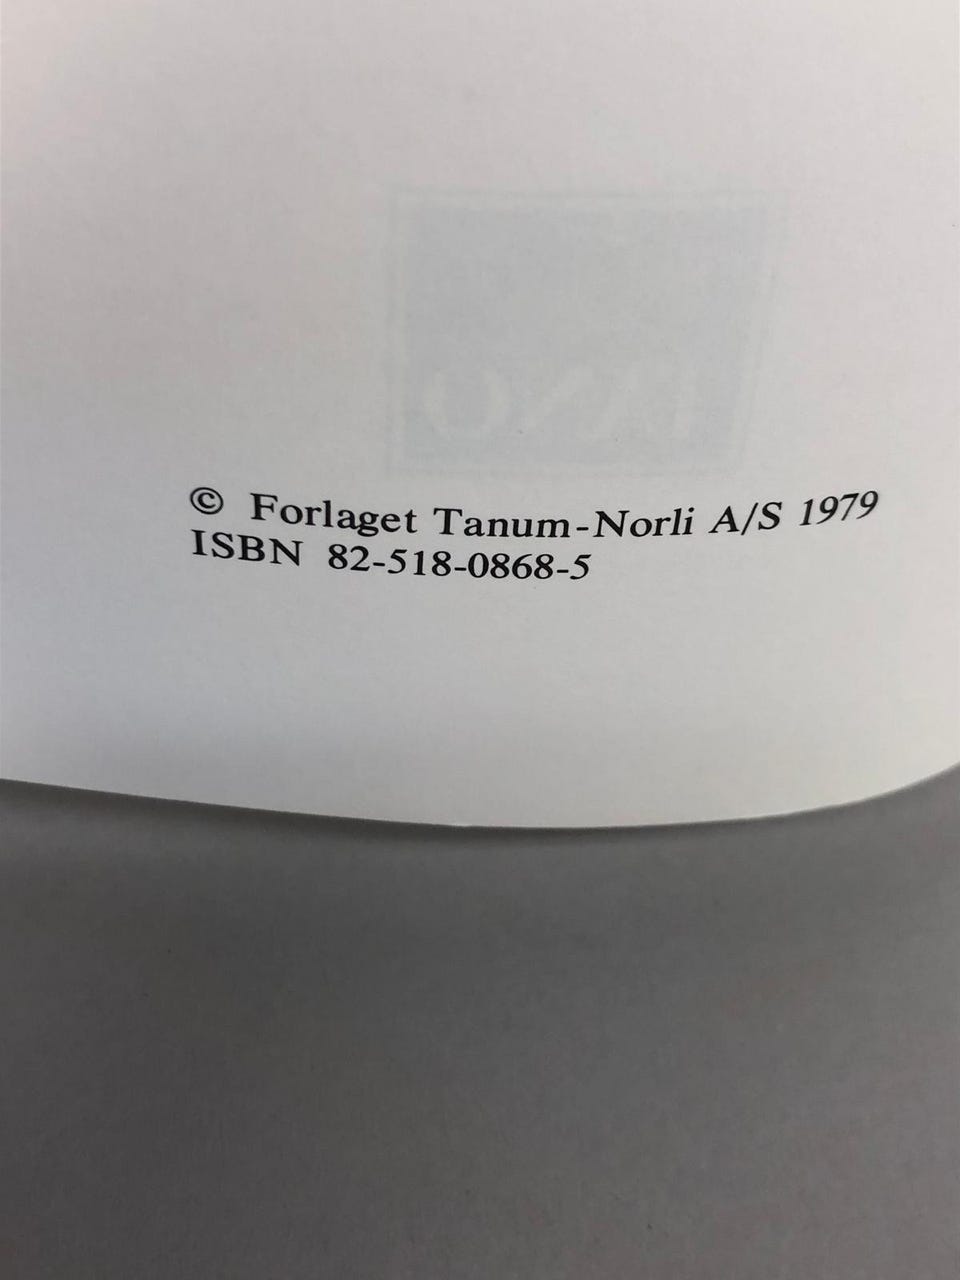 © Forlaget Tanum-Norli A/S 1979
ISBN 82-518-0868-5